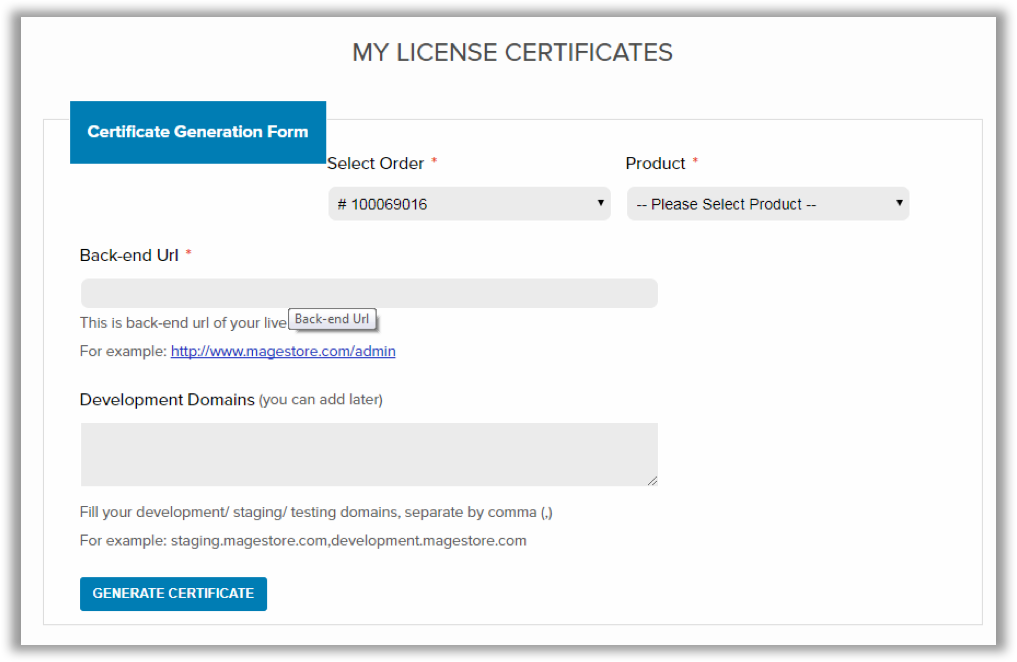 MY LICENSE CERTIFICATES
Certificate Generation Form
Select Order * Product *
# 100069016 -- Please Select Product --
Back-end Url *
This is back-end url of your live Back-end Url
For example: http://www.magestore.com/admin
Development Domains (you can add later)
Fill your development/ staging/ testing domains, separate by comma (,)
For example: staging.magestore.com,development.magestore.com
GENERATE CERTIFICATE